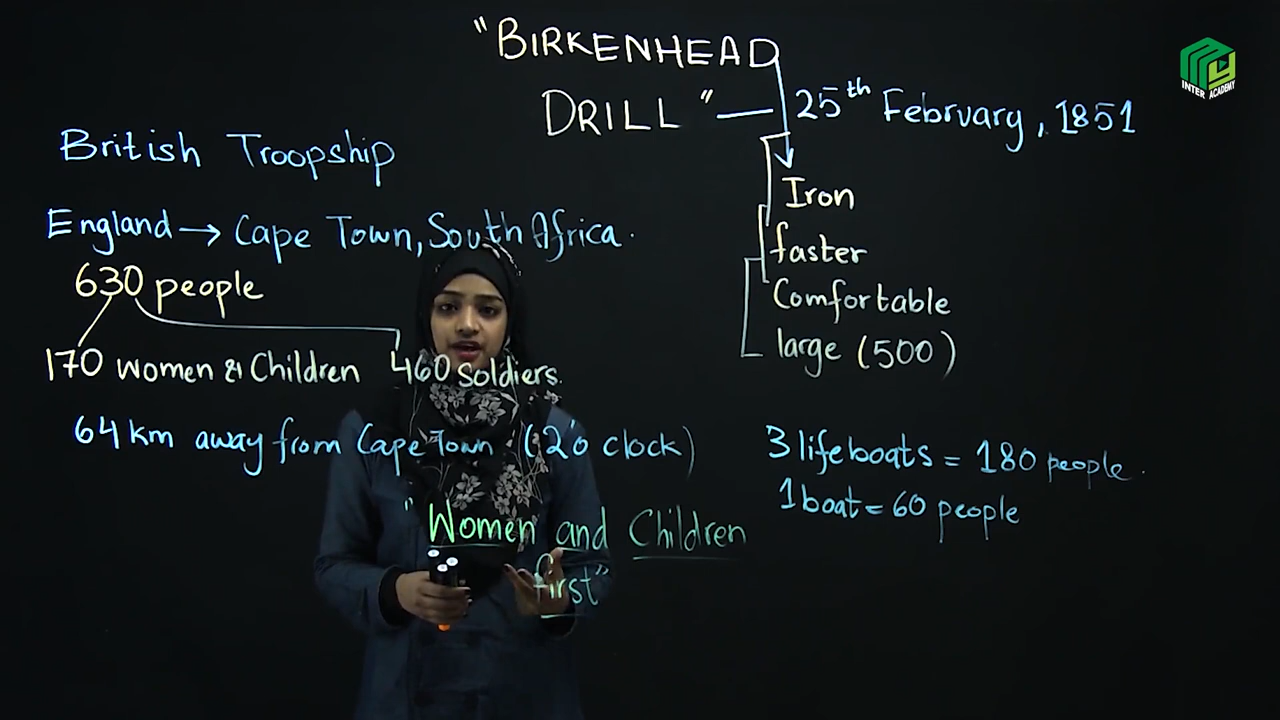 "BIRKENHEAD
DRILL" — 25th February, 1851
British Troopship
England → Cape Town, South Africa.
630 people
170 women & Children 460 soldiers.
64 km away from Cape Town (2'o clock)
"Women and Children
first"
Iron
faster
Comfortable
large (500)
3 lifeboats = 180 people.
1 boat = 60 people
MY
INTER ACADEMY